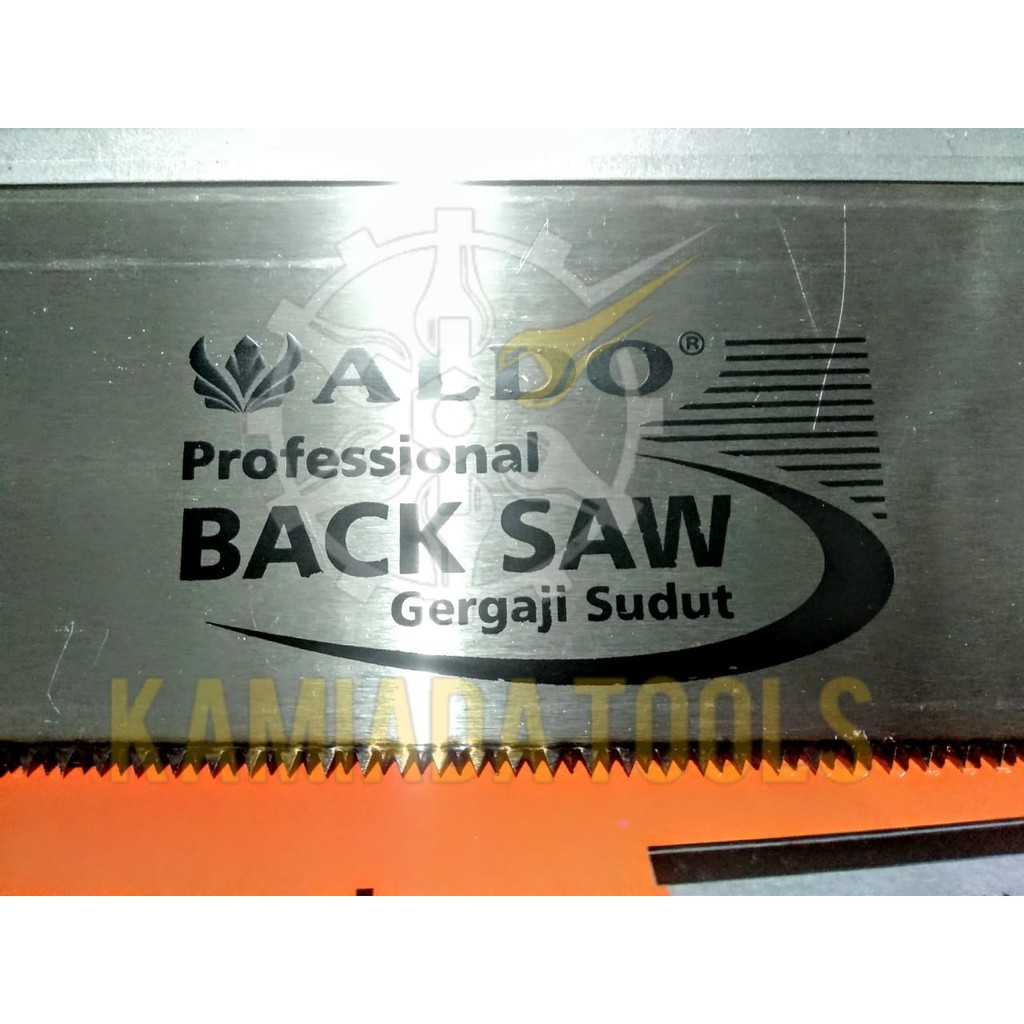 ALDO®
Professional
BACK SAW
Gergaji Sudut
KAMIADA TOOLS